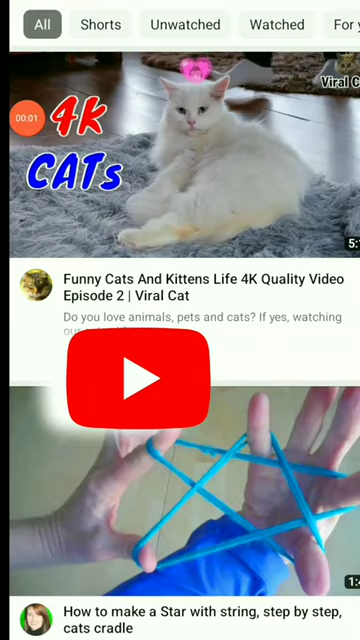 All Shorts Unwatched Watched For
Viral C
00:01
4K
CATs
5:
Funny Cats And Kittens Life 4K Quality Video
Episode 2 | Viral Cat
Do you love animals, pets and cats? If yes, watching
1:
How to make a Star with string, step by step,
cats cradle